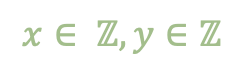 𝑥 ∈ ℤ, 𝑦 ∈ ℤ